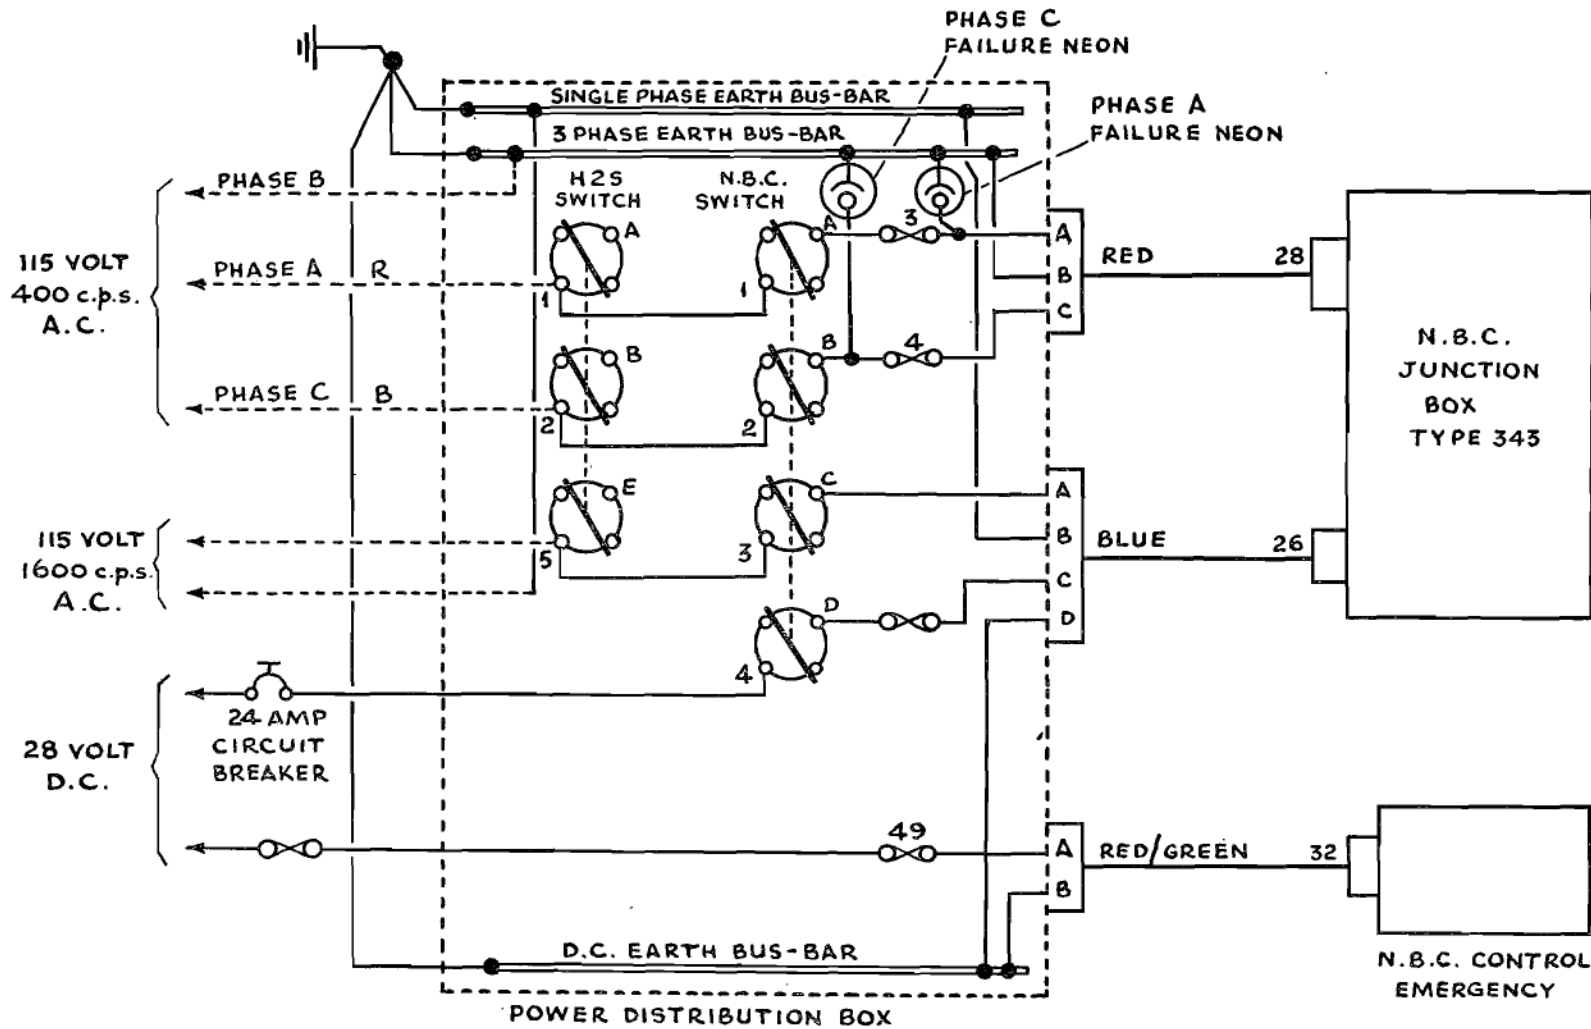 PHASE C
FAILURE NEON
SINGLE PHASE EARTH BUS-BAR
PHASE A
FAILURE NEON
3 PHASE EARTH BUS-BAR
PHASE B
H2S
SWITCH
N.B.C.
SWITCH
115 VOLT
400 c.p.s.
A.C.
PHASE A R
PHASE C B
A
1
A
1
3
B
2
B
2
4
A
B
C
RED
28
N.B.C.
JUNCTION
BOX
TYPE 343
115 VOLT
1600 c.p.s.
A.C.
E
5
C
3
D
4
A
B
C
D
BLUE
26
28 VOLT
D.C.
24 AMP
CIRCUIT
BREAKER
49
A
B
RED/GREEN
32
D.C. EARTH BUS-BAR
N.B.C. CONTROL
EMERGENCY
POWER DISTRIBUTION BOX